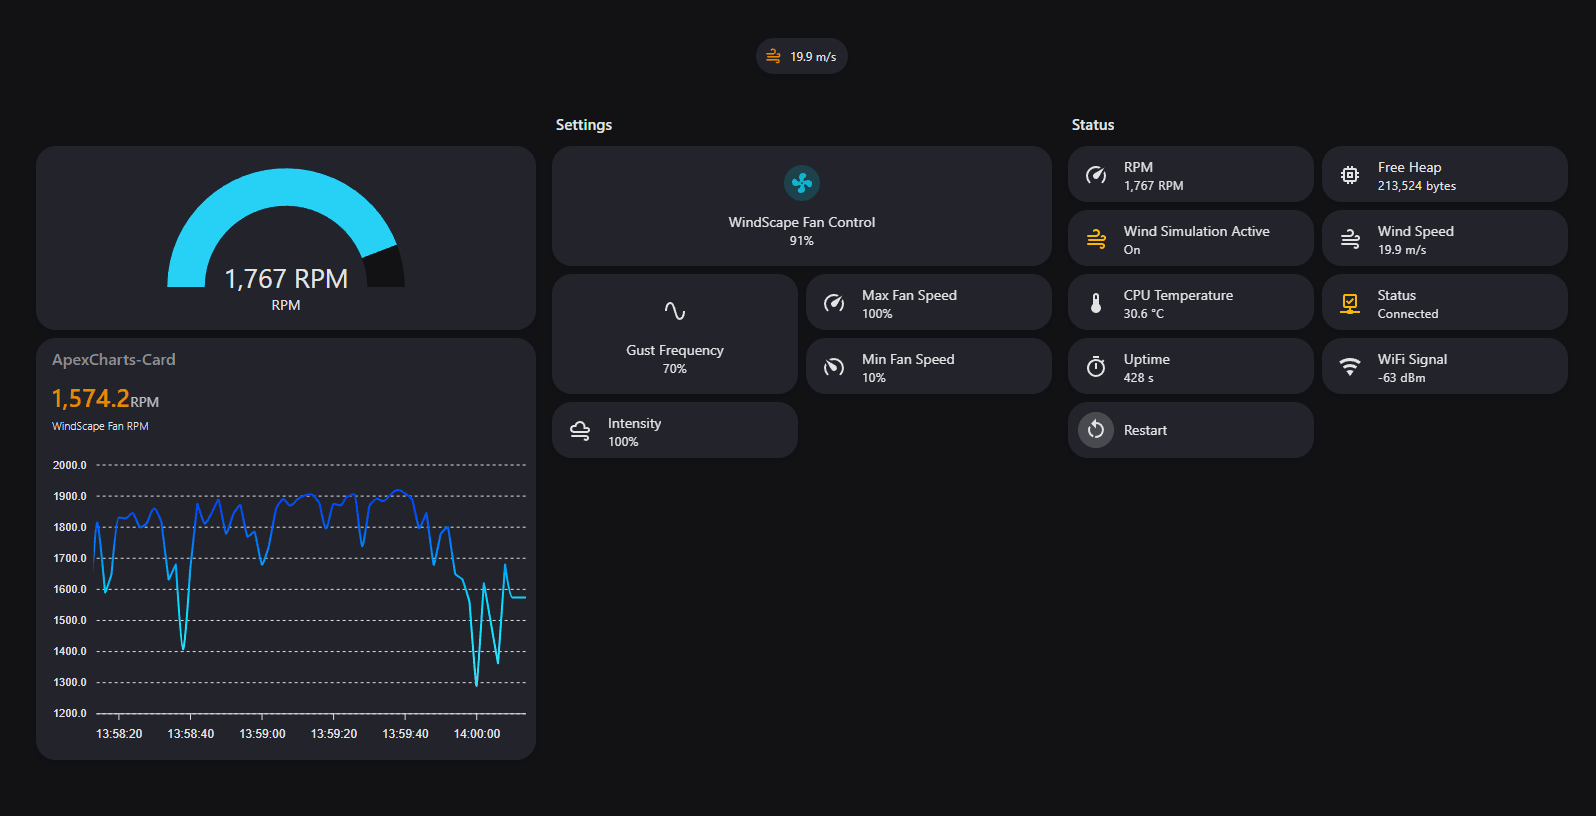 19.9 m/s
1,767 RPM
RPM
ApexCharts-Card
1,574.2RPM
WindScape Fan RPM
2000.0
1900.0
1800.0
1700.0
1600.0
1500.0
1400.0
1300.0
1200.0
13:58:20 13:58:40 13:59:00 13:59:20 13:59:40 14:00:00
Settings
WindScape Fan Control
91%
Gust Frequency
70%
Max Fan Speed
100%
Min Fan Speed
10%
Intensity
100%
Status
RPM
1,767 RPM
Free Heap
213,524 bytes
Wind Simulation Active
On
Wind Speed
19.9 m/s
CPU Temperature
30.6 °C
Status
Connected
Uptime
428 s
WiFi Signal
-63 dBm
Restart